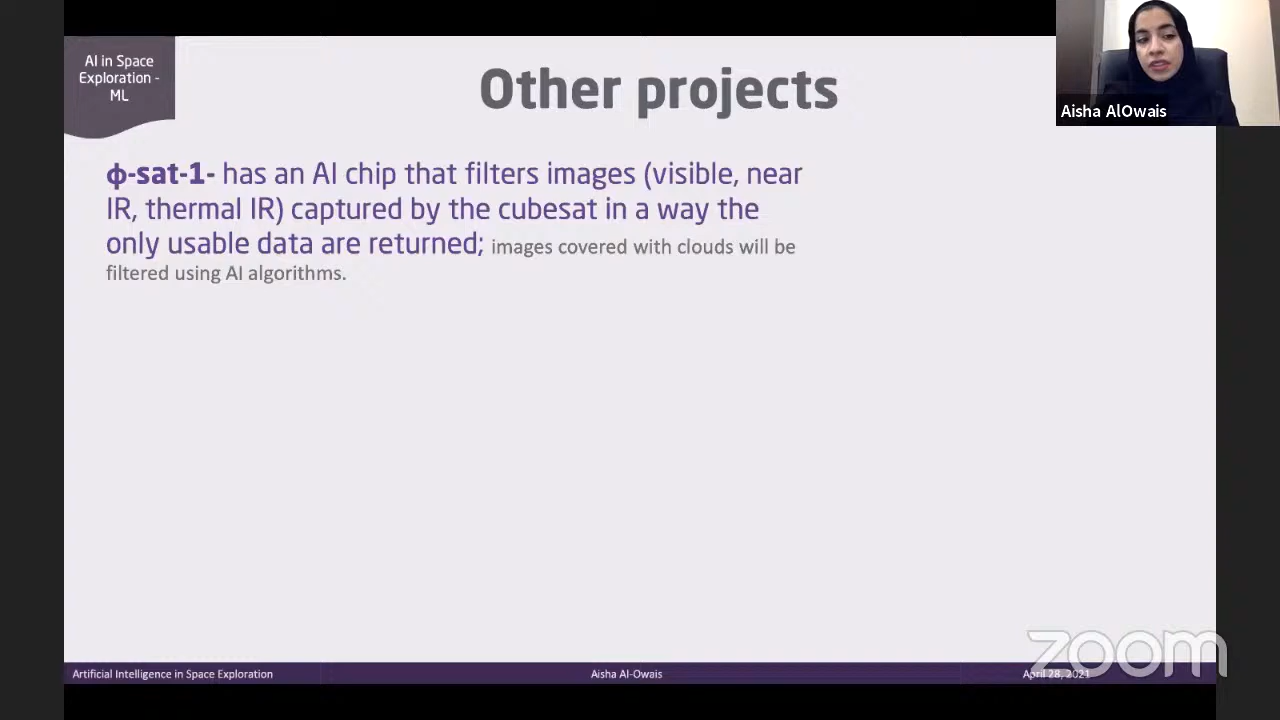 AI in Space
Exploration -
ML
Other projects
Aisha AlOwais
ɸ-sat-1- has an AI chip that filters images (visible, near
IR, thermal IR) captured by the cubesat in a way the
only usable data are returned; images covered with clouds will be
filtered using AI algorithms.
zoom
Artificial Intelligence in Space Exploration
Aisha Al-Owais
April 28, 2021